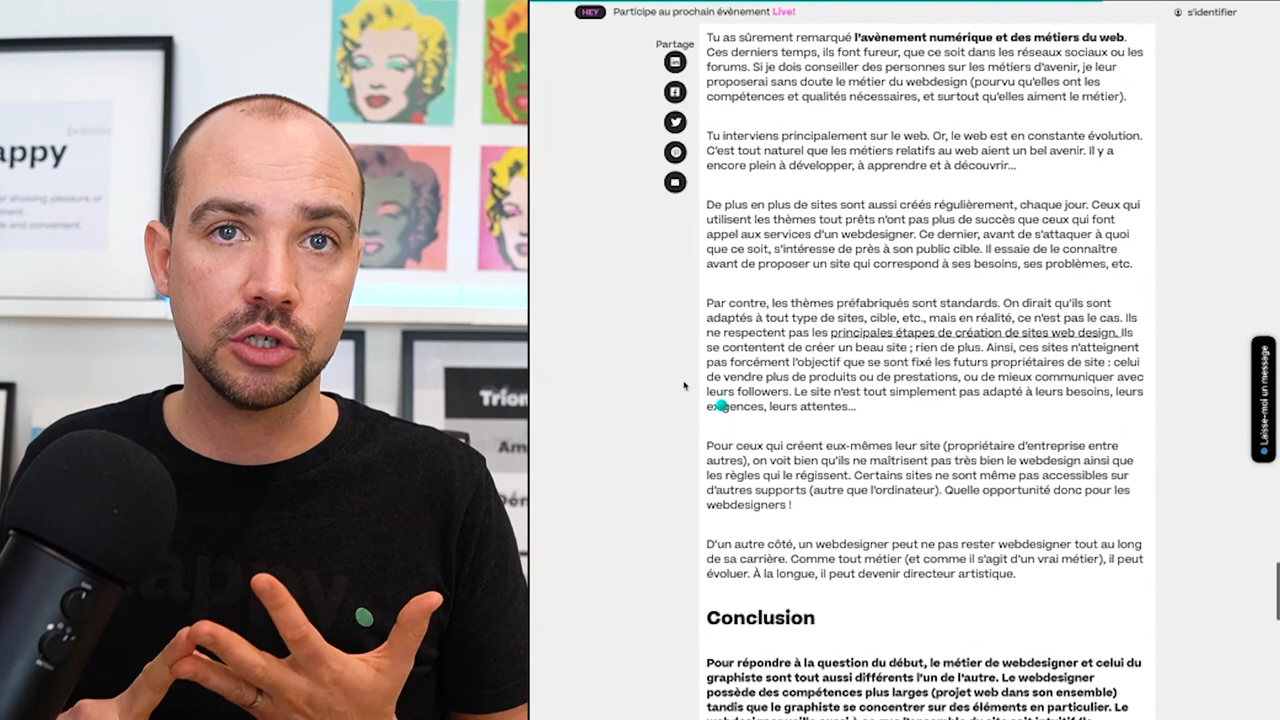 HEY Participe au prochain évènement Live!
s'identifier
Partage
Tu as sûrement remarqué l'avènement numérique et des métiers du web.
Ces derniers temps, ils font fureur, que ce soit dans les réseaux sociaux ou les
forums. Si je dois conseiller des personnes sur les métiers d'avenir, je leur
proposerai sans doute le métier du webdesign (pourvu qu'elles ont les
compétences et qualités nécessaires, et surtout qu'elles aiment le métier).
Tu interviens principalement sur le web. Or, le web est en constante évolution.
C'est tout naturel que les métiers relatifs au web aient un bel avenir. Il y a
encore plein à développer, à apprendre et à découvrir...
De plus en plus de sites sont aussi créés régulièrement, chaque jour. Ceux qui
utilisent les thèmes tout prêts n'ont pas plus de succès que ceux qui font
appel aux services d'un webdesigner. Ce dernier, avant de s'attaquer à quoi
que ce soit, s'intéresse de près à son public cible. Il essaie de le connaître
avant de proposer un site qui correspond à ses besoins, ses problèmes, etc.
Par contre, les thèmes préfabriqués sont standards. On dirait qu'ils sont
adaptés à tout type de sites, cible, etc., mais en réalité, ce n'est pas le cas. Ils
ne respectent pas les principales étapes de création de sites web design. Ils
se contentent de créer un beau site ; rien de plus. Ainsi, ces sites n'atteignent
pas forcément l'objectif que se sont fixé les futurs propriétaires de site : celui
de vendre plus de produits ou de prestations, ou de mieux communiquer avec
leurs followers. Le site n'est tout simplement pas adapté à leurs besoins, leurs
exigences, leurs attentes...
Pour ceux qui créent eux-mêmes leur site (propriétaire d'entreprise entre
autres), on voit bien qu'ils ne maîtrisent pas très bien le webdesign ainsi que
les règles qui le régissent. Certains sites ne sont même pas accessibles sur
d'autres supports (autre que l'ordinateur). Quelle opportunité donc pour les
webdesigners !
D'un autre côté, un webdesigner peut ne pas rester webdesigner tout au long
de sa carrière. Comme tout métier (et comme il s'agit d'un vrai métier), il peut
évoluer. À la longue, il peut devenir directeur artistique.
Conclusion
Pour répondre à la question du début, le métier de webdesigner et celui du
graphiste sont tout aussi différents l'un de l'autre. Le webdesigner
possède des compétences plus larges (projet web dans son ensemble)
tandis que le graphiste se concentrer sur des éléments en particulier. Le
Laisse-moi un message
appy